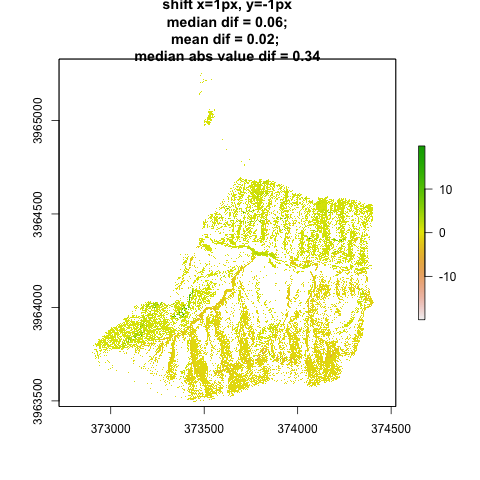 shift x=1px, y=-1px
median dif = 0.06;
mean dif = 0.02;
median abs value dif = 0.34
3965000
3964500
3964000
3963500
10
0
-10
373000 373500 374000 374500